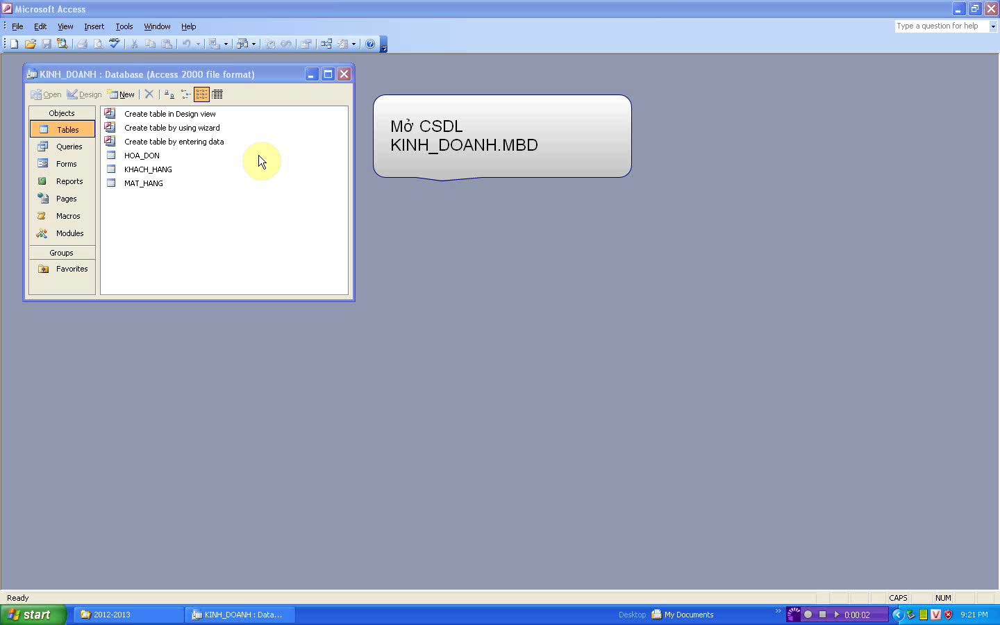 Microsoft Access
File Edit View Insert Tools Window Help
Type a question for help
KINH_DOANH : Database (Access 2000 file format)
Open Design New
Objects
Tables
Queries
Forms
Reports
Pages
Macros
Modules
Groups
Favorites
Create table in Design view
Create table by using wizard
Create table by entering data
HOA_DON
KHACH_HANG
MAT_HANG
Mở CSDL
KINH_DOANH.MBD
Ready
CAPS NUM
start
2012-2013
KINH_DOANH : Data...
Desktop
My Documents
0:00:02
9:21 PM